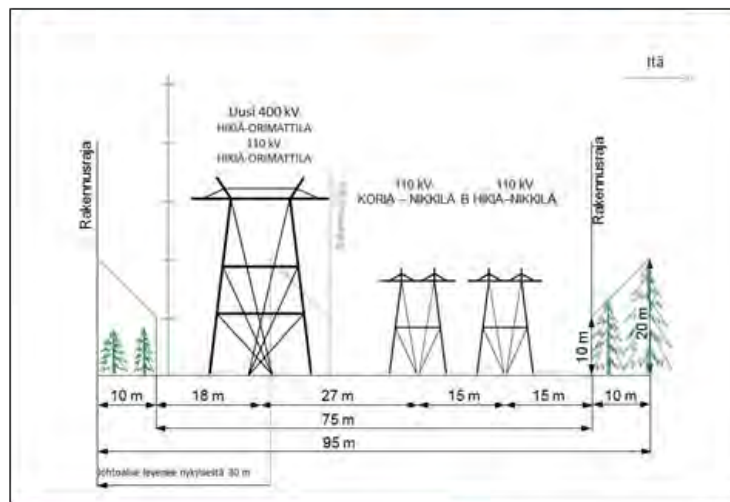 Itä
Uusi 400 kV
HIKIÄ-ORIMATTILA
110 kV
HIKIÄ-ORIMATTILA
110 kV
KORIA – NIKKILÄ B
110 kV
HIKIÄ–NIKKILÄ
Rakennusraja
Rakennusraja
10 m
20 m
10 m
18 m
27 m
15 m
15 m
10 m
75 m
95 m
Johtoalue levenee nykyisestä 30 m